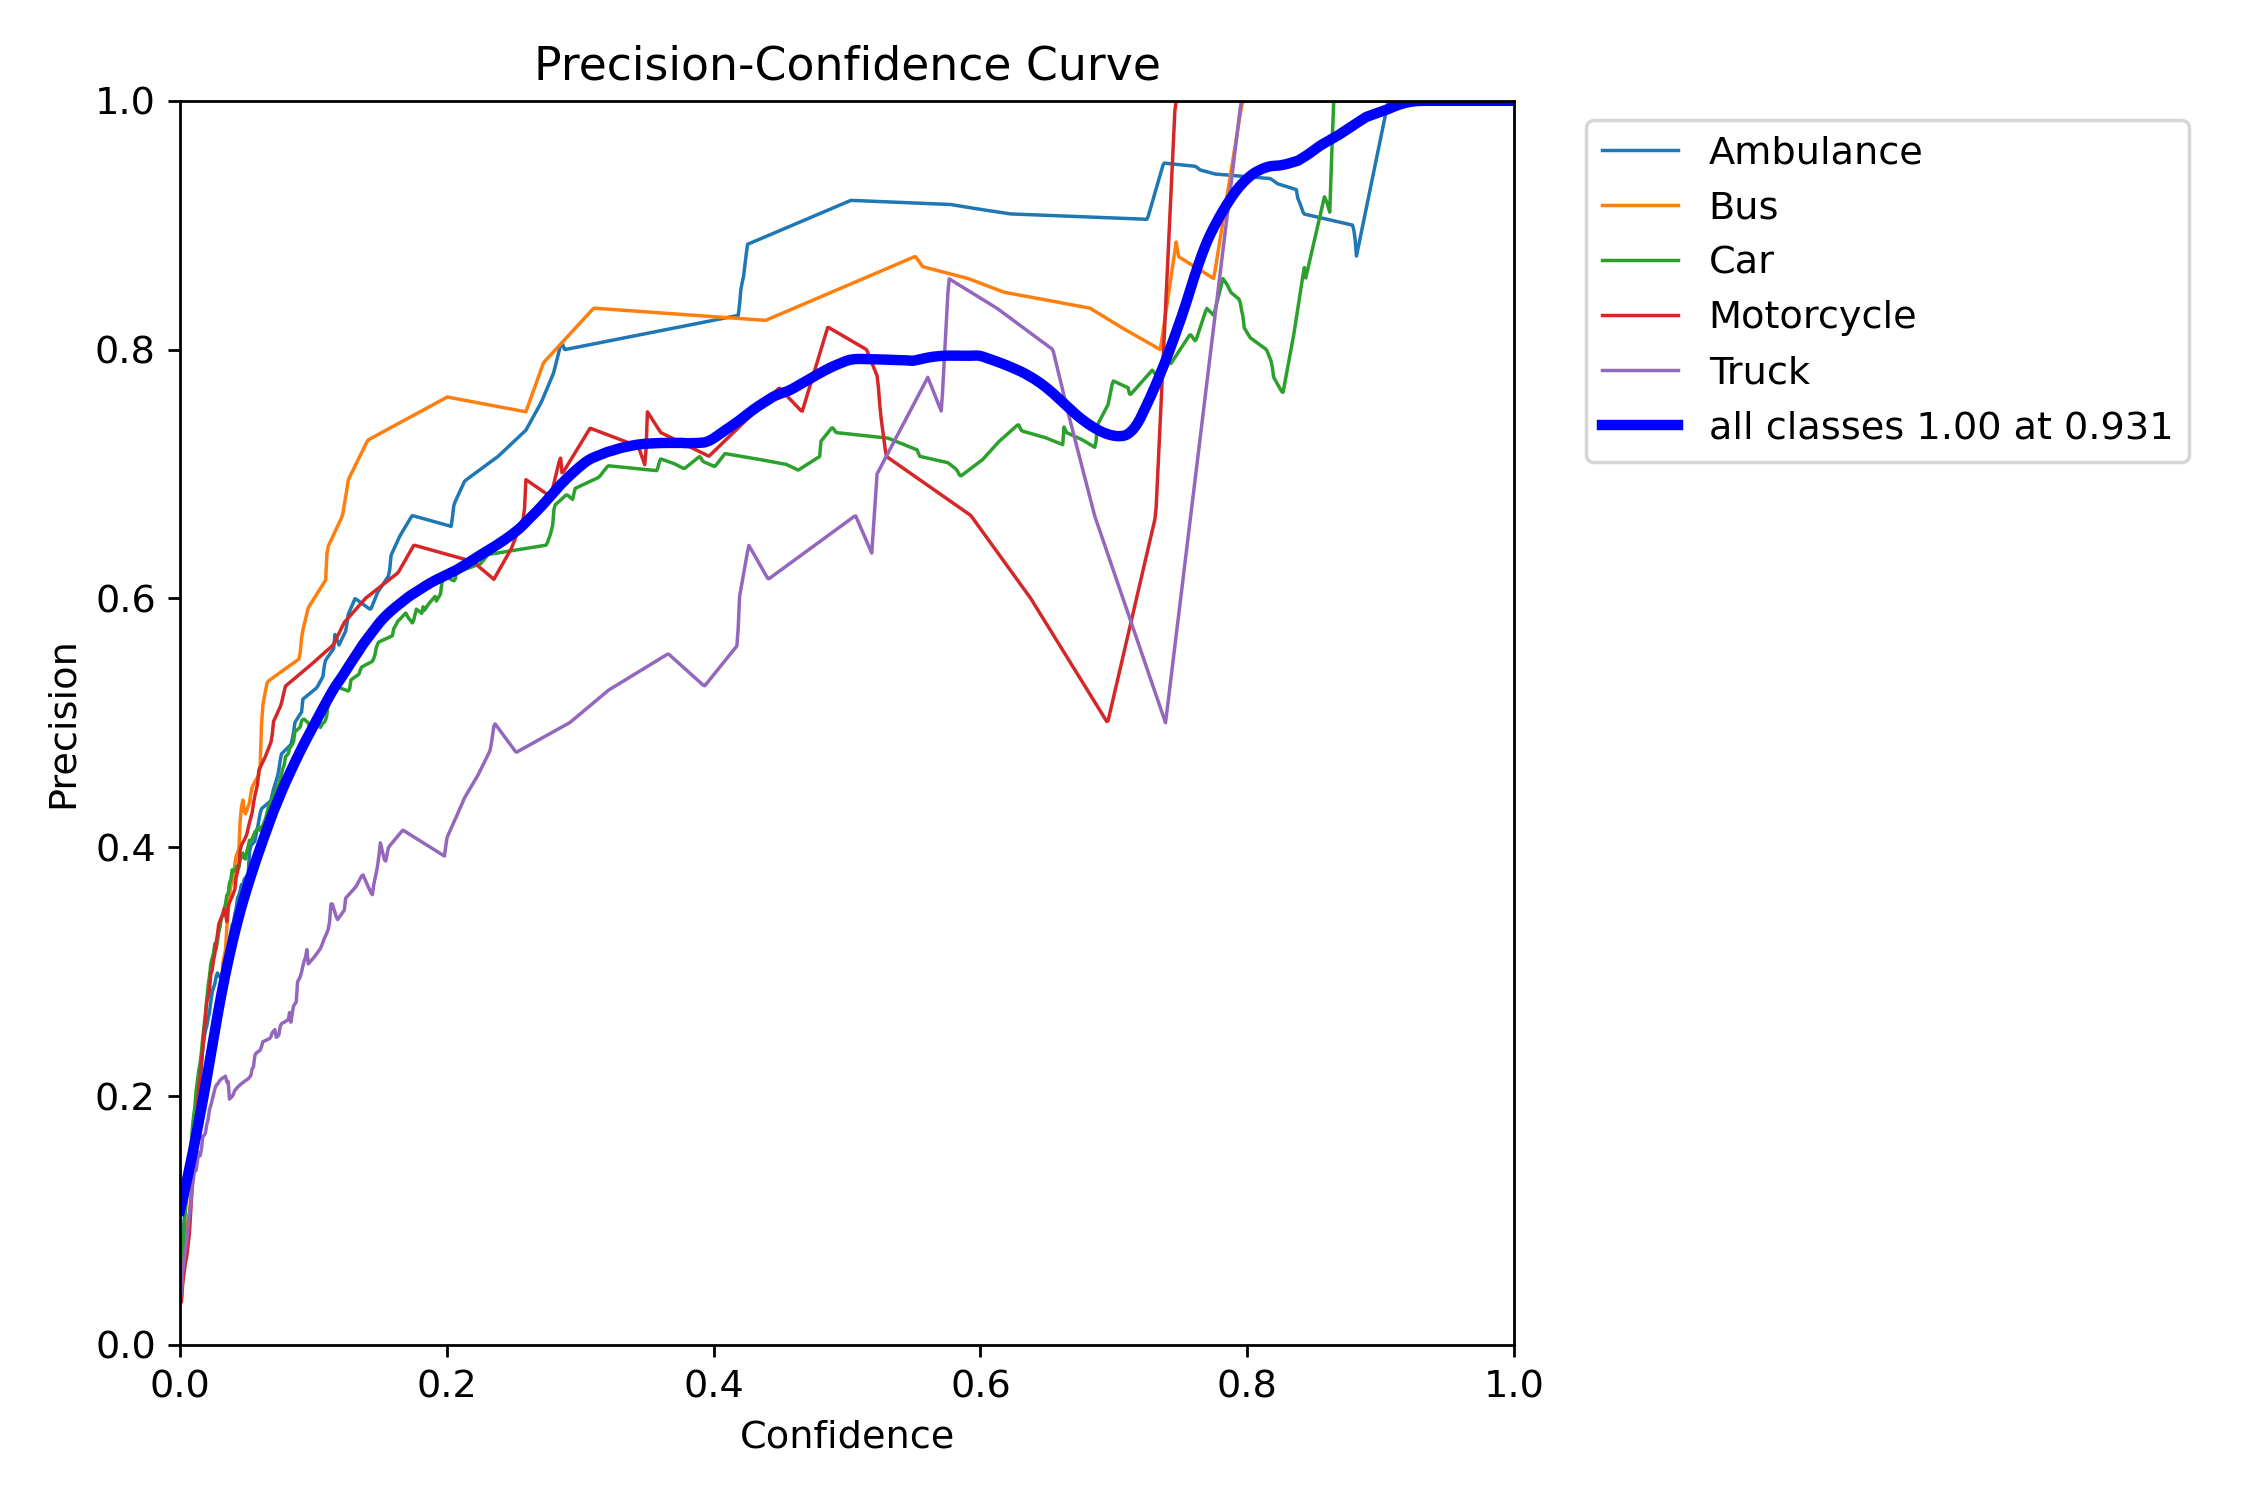 Precision-Confidence Curve
1.0
0.8
0.6
0.4
0.2
0.0
Precision
0.0 0.2 0.4 0.6 0.8 1.0
Confidence
Ambulance
Bus
Car
Motorcycle
Truck
all classes 1.00 at 0.931